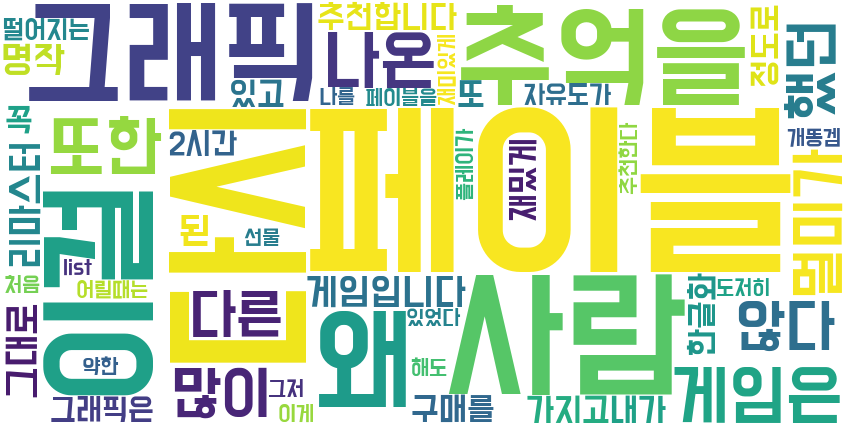 떨어지는
명작
그래픽
추천합니다
나온
재미있게
추억을
정도로
했던
있고
나를
페이블을
또
자유도가
꼭
또한
2시간
페이블
재밌게
플레이가
추천한다
개똥겜
멀미가
리마스터
이걸
된
선물
list
처음
어릴때는
다른
게임입니다
있었다
왜
사람
한글화
도저히
않다
그대로
약한
많이
그저
이게
해도
그래픽은
구매를
가지고
내가
게임은